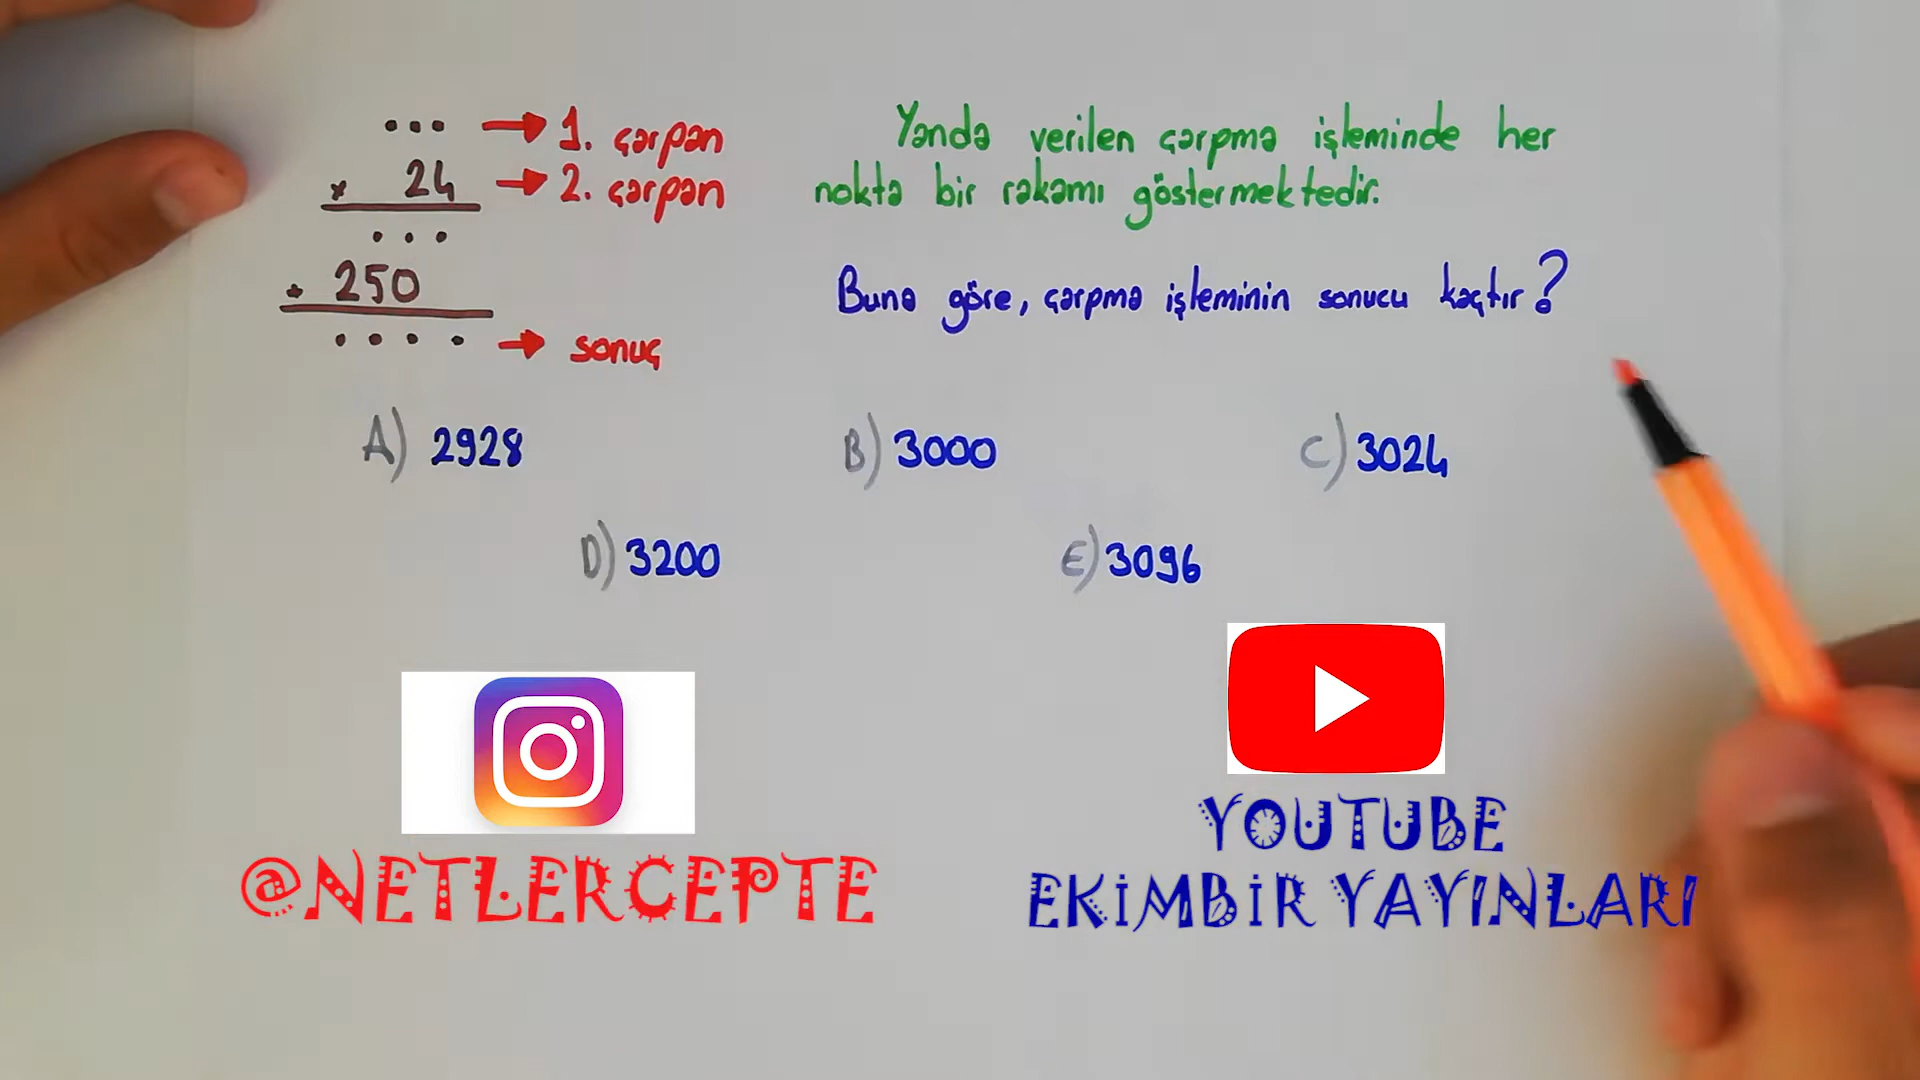 ... → 1. çarpan
x 24 → 2. çarpan
...
+ 250
.... → sonuç
Yanda verilen çarpma işleminde her
nokta bir rakamı göstermektedir.
Buna göre, çarpma işleminin sonucu kaçtır?
A) 2928
B) 3000
C) 3024
D) 3200
E) 3096
@NETLERCEPTE
YOUTUBE
EKİMBİR YAYINLARI